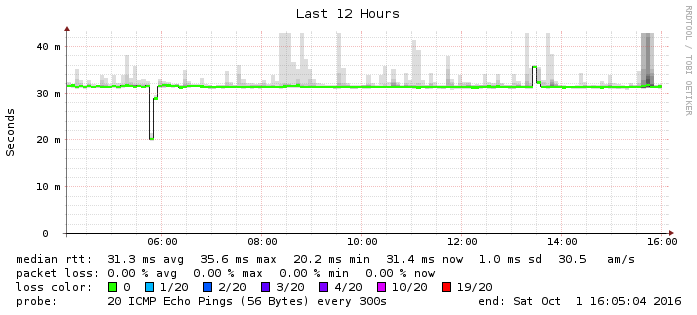 Last 12 Hours
RRDTOOL / TOBI OETIKER
Seconds
40 m
30 m
20 m
10 m
0
06:00 08:00 10:00 12:00 14:00 16:00
median rtt: 31.3 ms avg 35.6 ms max 20.2 ms min 31.4 ms now 1.0 ms sd 30.5 am/s
packet loss: 0.00 % avg 0.00 % max 0.00 % min 0.00 % now
loss color: 0 1/20 2/20 3/20 4/20 10/20 19/20
probe: 20 ICMP Echo Pings (56 Bytes) every 300s end: Sat Oct 1 16:05:04 2016